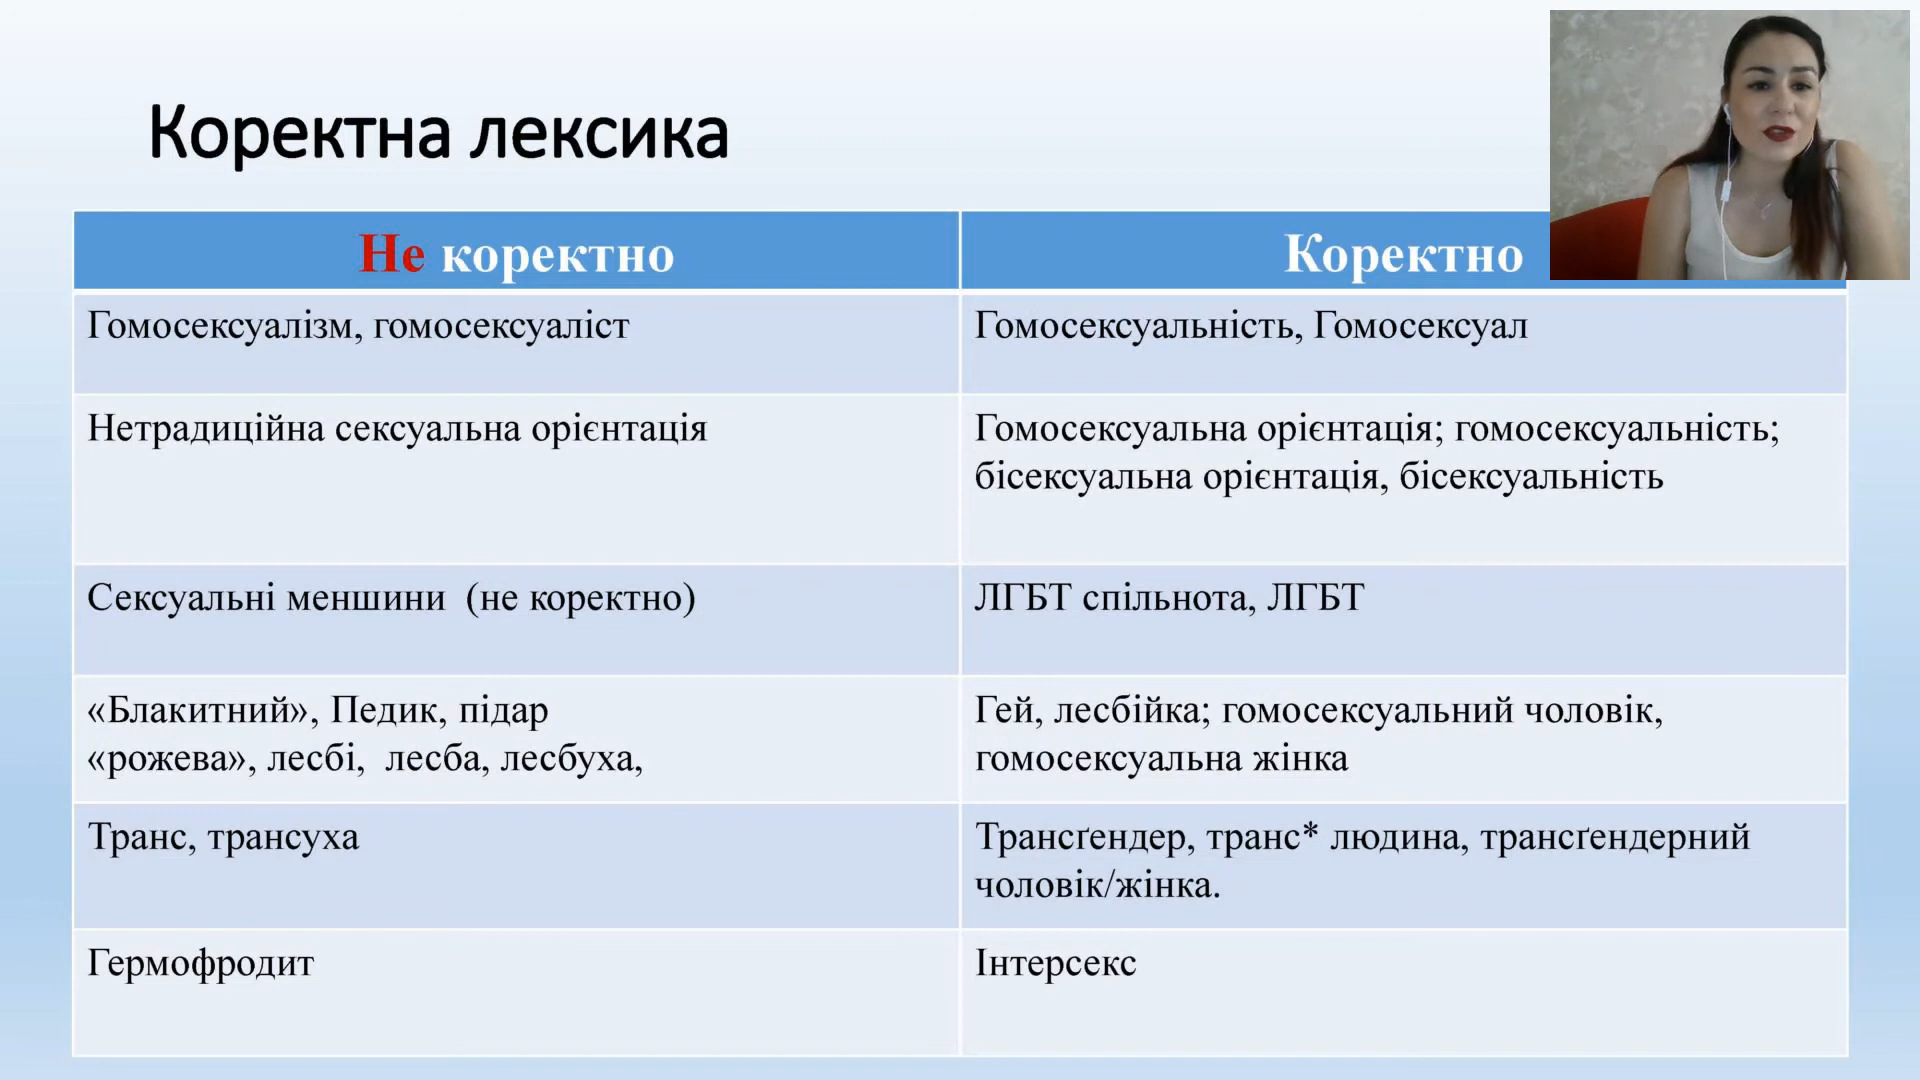 Коректна лексика
Не коректно
Коректно
Гомосексуалізм, гомосексуаліст
Гомосексуальність, Гомосексуал
Нетрадиційна сексуальна орієнтація
Гомосексуальна орієнтація; гомосексуальність;
бісексуальна орієнтація, бісексуальність
Сексуальні меншини  (не коректно)
ЛГБТ спільнота, ЛГБТ
«Блакитний», Педик, підар
«рожева», лесбі,  лесба, лесбуха,
Гей, лесбійка; гомосексуальний чоловік,
гомосексуальна жінка
Транс, трансуха
Трансґендер, транс* людина, трансґендерний
чоловік/жінка.
Гермофродит
Інтерсекс